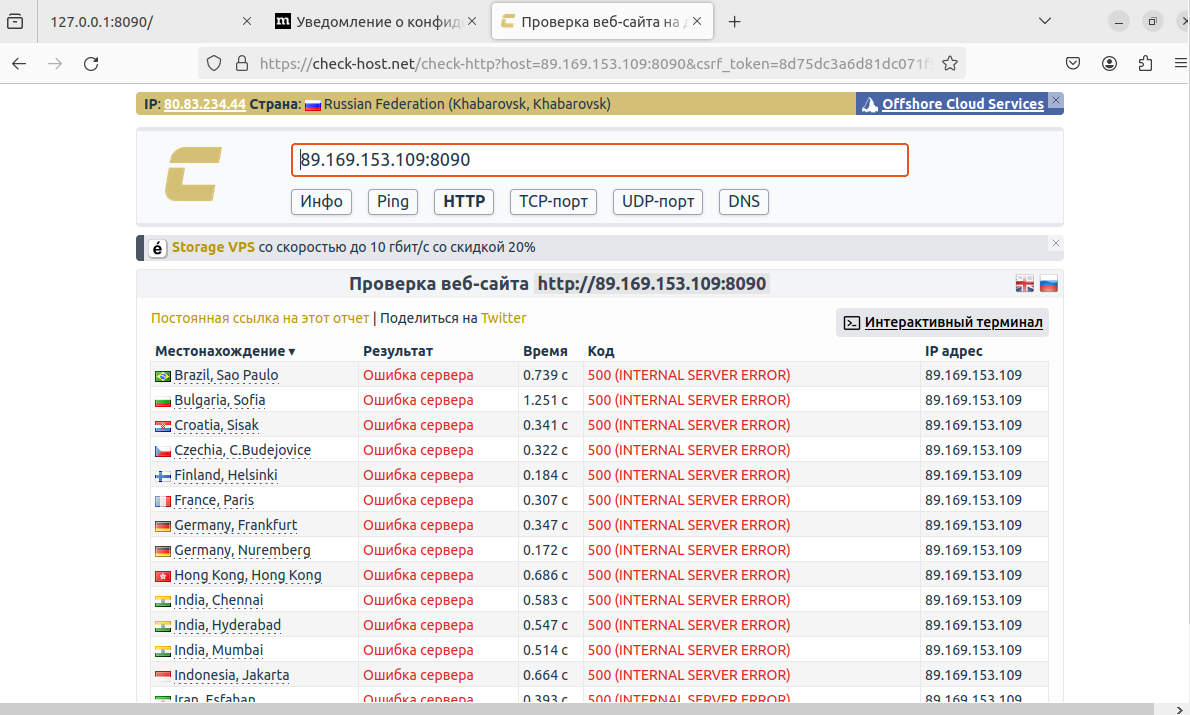 127.0.0.1:8090/
Уведомление о конфид
Проверка веб-сайта на д
https://check-host.net/check-http?host=89.169.153.109:8090&csrf_token=8d75dc3a6d81dc071f
IP: 80.83.234.44 Страна: Russian Federation (Khabarovsk, Khabarovsk)
Offshore Cloud Services
89.169.153.109:8090
Инфо Ping HTTP TCP-порт UDP-порт DNS
Storage VPS со скоростью до 10 гбит/с со скидкой 20%
Проверка веб-сайта http://89.169.153.109:8090
Постоянная ссылка на этот отчет | Поделиться на Twitter
Интерактивный терминал
Местонахождение▼ Результат Время Код IP адрес
Brazil, Sao Paulo Ошибка сервера 0.739 с 500 (INTERNAL SERVER ERROR) 89.169.153.109
Bulgaria, Sofia Ошибка сервера 1.251 с 500 (INTERNAL SERVER ERROR) 89.169.153.109
Croatia, Sisak Ошибка сервера 0.341 с 500 (INTERNAL SERVER ERROR) 89.169.153.109
Czechia, C.Budejovice Ошибка сервера 0.322 с 500 (INTERNAL SERVER ERROR) 89.169.153.109
Finland, Helsinki Ошибка сервера 0.184 с 500 (INTERNAL SERVER ERROR) 89.169.153.109
France, Paris Ошибка сервера 0.307 с 500 (INTERNAL SERVER ERROR) 89.169.153.109
Germany, Frankfurt Ошибка сервера 0.347 с 500 (INTERNAL SERVER ERROR) 89.169.153.109
Germany, Nuremberg Ошибка сервера 0.172 с 500 (INTERNAL SERVER ERROR) 89.169.153.109
Hong Kong, Hong Kong Ошибка сервера 0.686 с 500 (INTERNAL SERVER ERROR) 89.169.153.109
India, Chennai Ошибка сервера 0.583 с 500 (INTERNAL SERVER ERROR) 89.169.153.109
India, Hyderabad Ошибка сервера 0.547 с 500 (INTERNAL SERVER ERROR) 89.169.153.109
India, Mumbai Ошибка сервера 0.514 с 500 (INTERNAL SERVER ERROR) 89.169.153.109
Indonesia, Jakarta Ошибка сервера 0.664 с 500 (INTERNAL SERVER ERROR) 89.169.153.109
Iran, Esfahan Ошибка сервера 0.393 с 500 (INTERNAL SERVER ERROR) 89.169.153.109